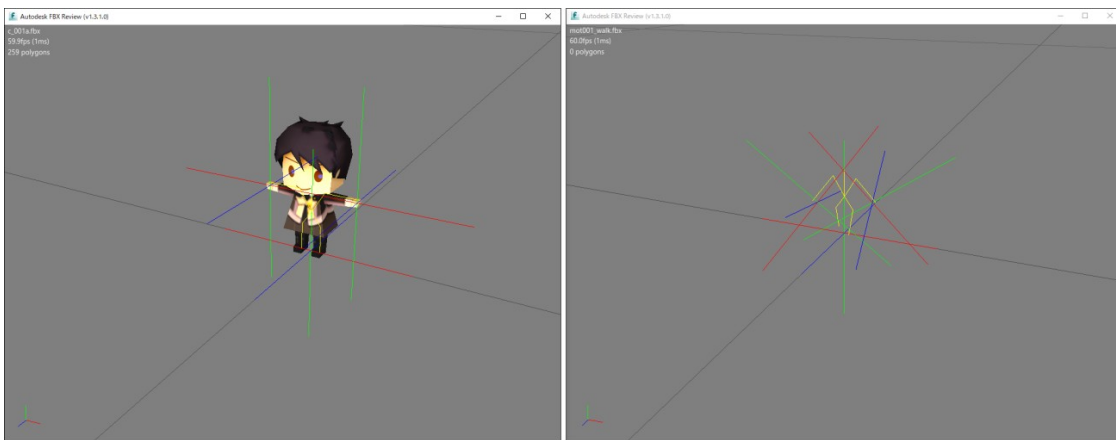 Autodesk FBX Review (v1.3.1.0)
c_001a.fbx
59.9fps (1ms)
259 polygons
Autodesk FBX Review (v1.3.1.0)
mot001_walk.fbx
60.0fps (1ms)
0 polygons